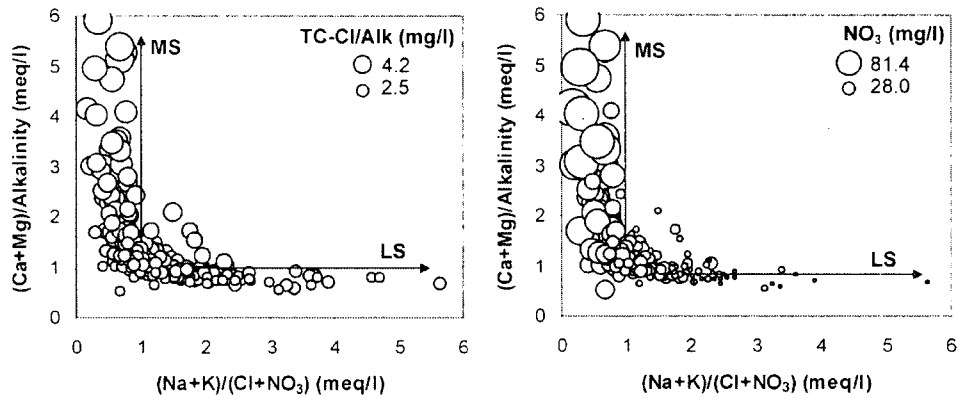 6
5
4
3
2
1
0
(Ca+Mg)/Alkalinity (meq/l)
MS
TC-Cl/Alk (mg/l)
4.2
2.5
LS
0 1 2 3 4 5 6
(Na+K)/(Cl+NO₃) (meq/l)
6
5
4
3
2
1
0
(Ca+Mg)/Alkalinity (meq/l)
MS
NO₃ (mg/l)
81.4
28.0
LS
0 1 2 3 4 5 6
(Na+K)/(Cl+NO₃) (meq/l)